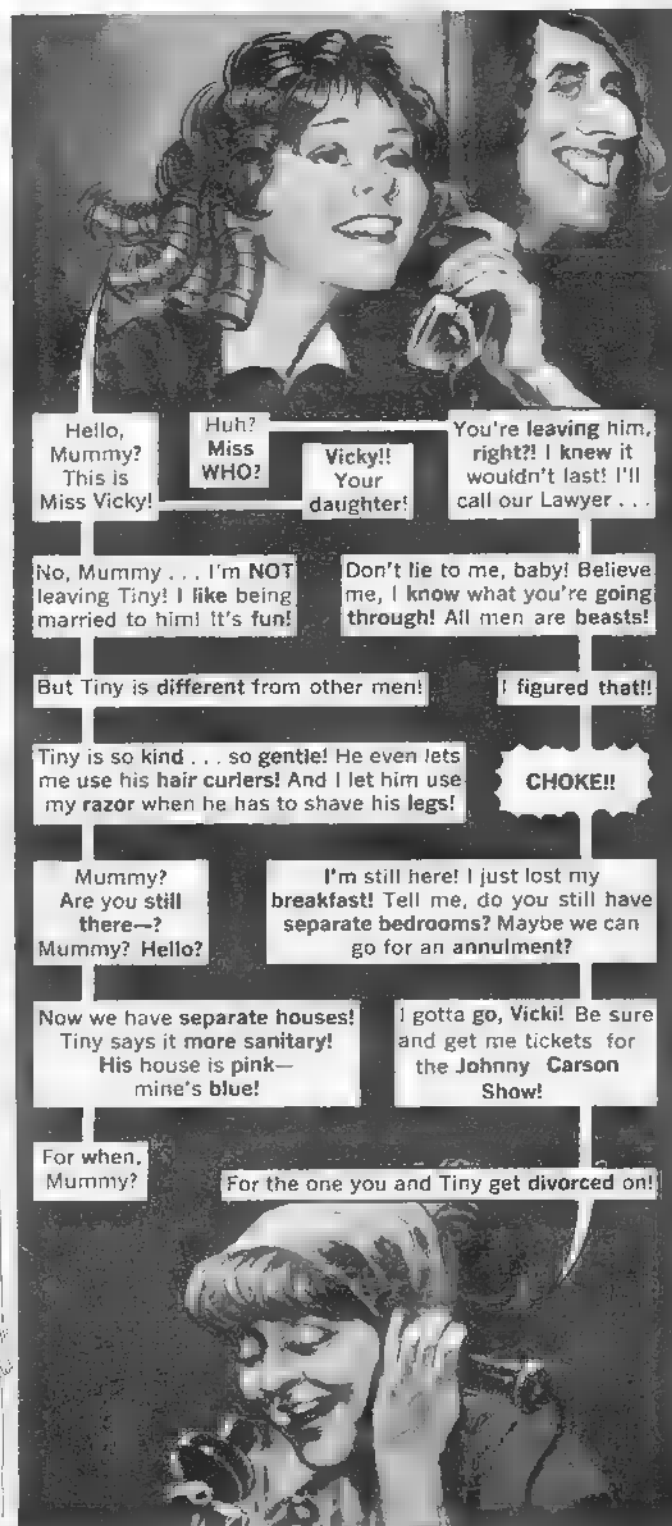 Hello,
Mummy?
This is
Miss Vicky!
Huh?
Miss
WHO?
Vicky!!
Your
daughter!
You're leaving him,
right?! I knew it
wouldn't last! I'll
call our Lawyer . . .
No, Mummy . . . I'm NOT
leaving Tiny! I like being
married to him! It's fun!
Don't lie to me, baby! Believe
me, I know what you're going
through! All men are beasts!
But Tiny is different from other men!
I figured that!!
Tiny is so kind . . . so gentle! He even lets
me use his hair curlers! And I let him use
my razor when he has to shave his legs!
CHOKE!!
Mummy?
Are you still
there—?
Mummy? Hello?
I'm still here! I just lost my
breakfast! Tell me, do you still have
separate bedrooms? Maybe we can
go for an annulment?
Now we have separate houses!
Tiny says it more sanitary!
His house is pink—
mine's blue!
I gotta go, Vicki! Be sure
and get me tickets for
the Johnny Carson
Show!
For when,
Mummy?
For the one you and Tiny get divorced on!